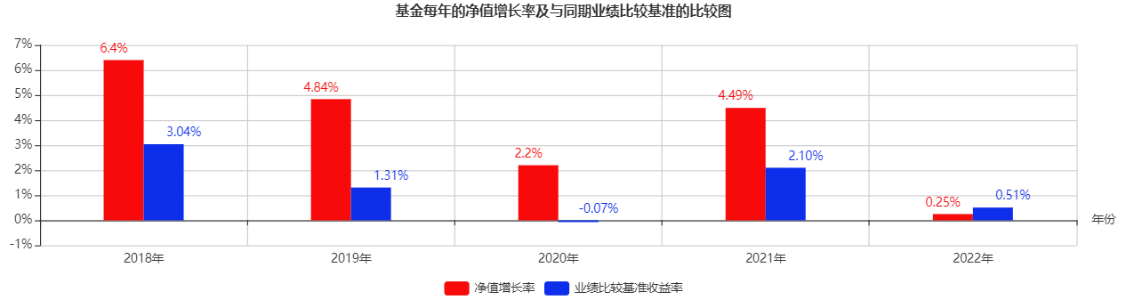 基金每年的净值增长率及与同期业绩比较基准的比较图
7%
6%
5%
4%
3%
2%
1%
0%
-1%
6.4%
3.04%
4.84%
1.31%
2.2%
-0.07%
4.49%
2.10%
0.25%
0.51%
年份
2018年
2019年
2020年
2021年
2022年
净值增长率
业绩比较基准收益率